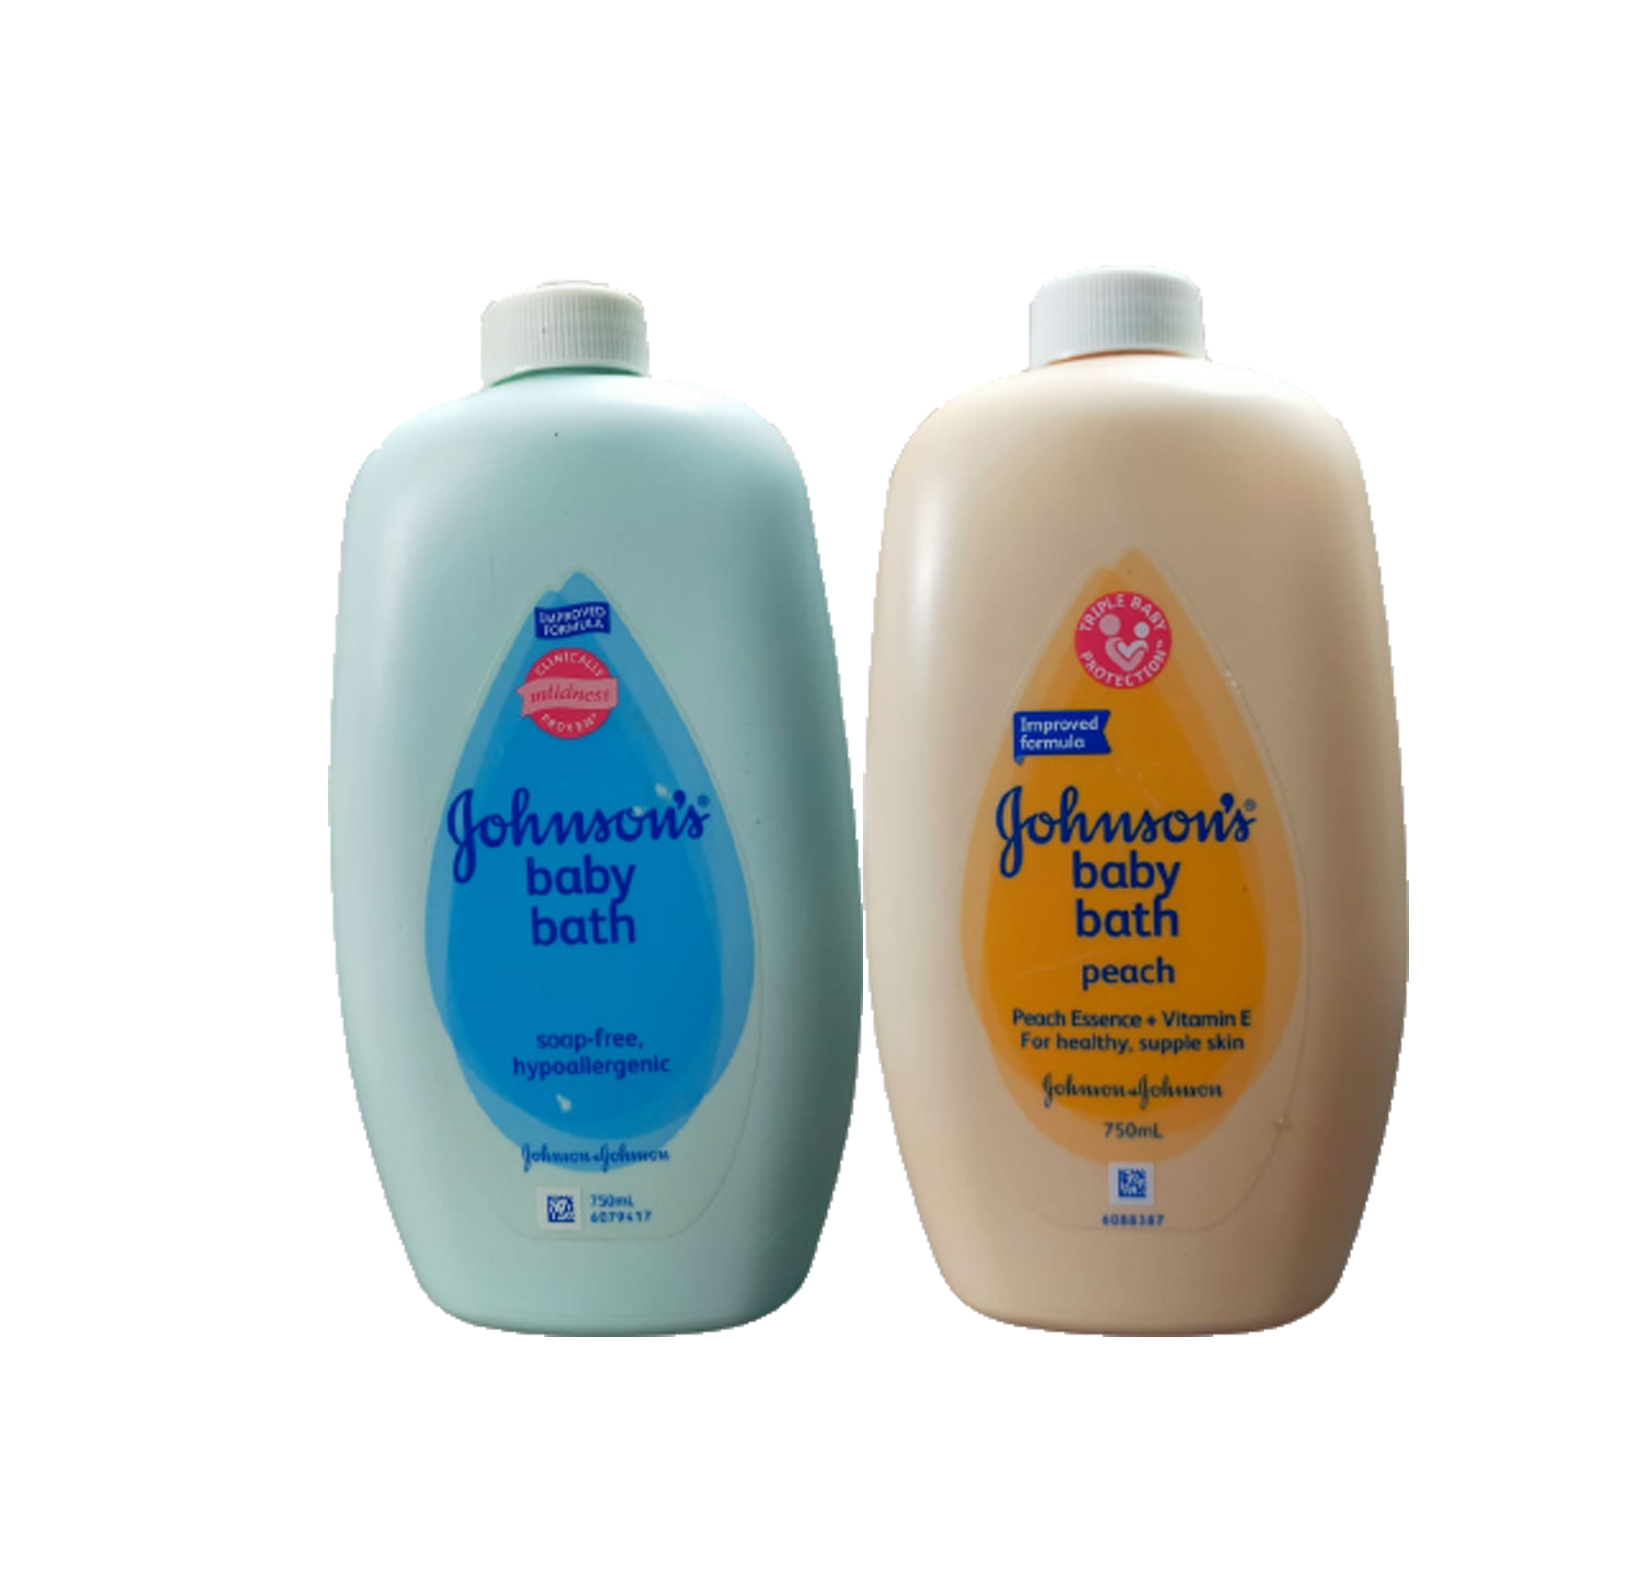 IMPROVED
FORMULA
CLINICALLY
mildness
PROVEN
Johnson's®
baby
bath
soap-free,
hypoallergenic
Johnson & Johnson
750mL
6079417
TRIPLE BABY
PROTECTION™
Improved
formula
Johnson's®
baby
bath
peach
Peach Essence + Vitamin E
For healthy, supple skin
Johnson & Johnson
750mL
6088387